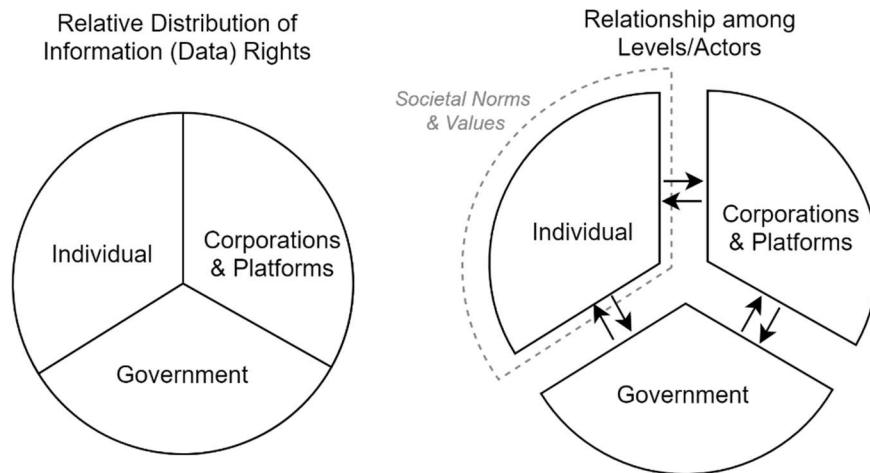 Relative Distribution of
Information (Data) Rights
Individual
Corporations
& Platforms
Government
Relationship among
Levels/Actors
Societal Norms
& Values
Individual
Corporations
& Platforms
Government